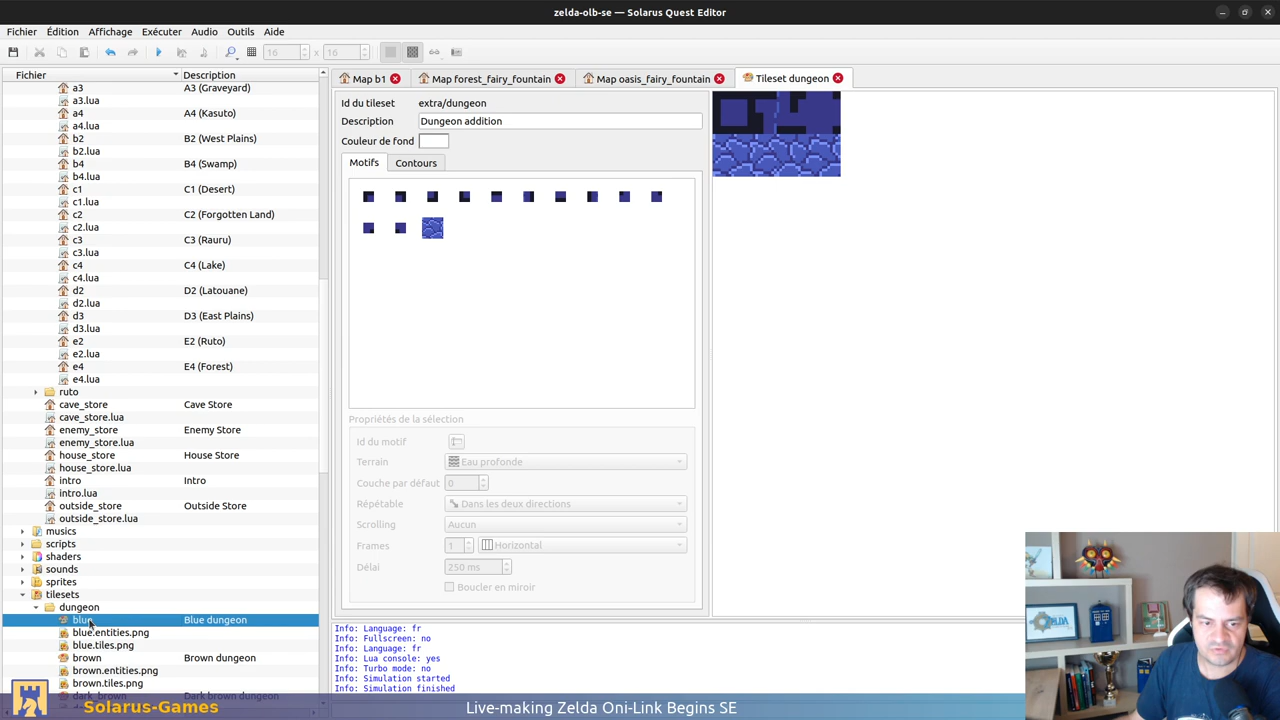 zelda-olb-se — Solarus Quest Editor
Fichier Édition Affichage Exécuter Audio Outils Aide
16 x 16
Fichier Description
Map b1 Map forest_fairy_fountain Map oasis_fairy_fountain Tileset dungeon
a3 A3 (Graveyard)
a3.lua
a4 A4 (Kasuto)
a4.lua
b2 B2 (West Plains)
b2.lua
b4 B4 (Swamp)
b4.lua
c1 C1 (Desert)
c1.lua
c2 C2 (Forgotten Land)
c2.lua
c3 C3 (Rauru)
c3.lua
c4 C4 (Lake)
c4.lua
d2 D2 (Latouane)
d2.lua
d3 D3 (East Plains)
d3.lua
e2 E2 (Ruto)
e2.lua
e4 E4 (Forest)
e4.lua
ruto
cave_store Cave Store
cave_store.lua
enemy_store Enemy Store
enemy_store.lua
house_store House Store
house_store.lua
intro Intro
intro.lua
outside_store Outside Store
outside_store.lua
musics
scripts
shaders
sounds
sprites
tilesets
dungeon
blue Blue dungeon
blue.entities.png
blue.tiles.png
brown Brown dungeon
brown.entities.png
brown.tiles.png
dark_brown Dark brown dungeon
Id du tileset extra/dungeon
Description Dungeon addition
Couleur de fond
Motifs Contours
Propriétés de la sélection
Id du motif
Terrain Eau profonde
Couche par défaut 0
Répétable Dans les deux directions
Scrolling Aucun
Frames 1 Horizontal
Délai 250 ms
Boucler en miroir
Info: Language: fr
Info: Fullscreen: no
Info: Language: fr
Info: Lua console: yes
Info: Turbo mode: no
Info: Simulation started
Info: Simulation finished
Solarus-Games Live-making Zelda Oni-Link Begins SE